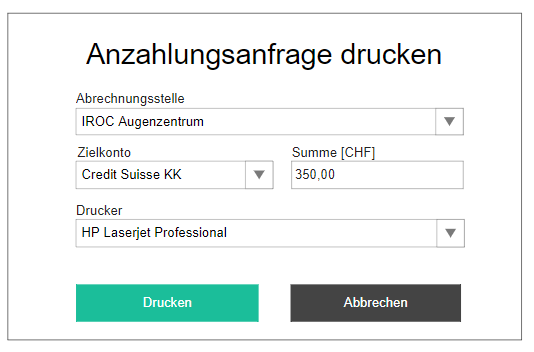 Anzahlungsanfrage drucken
Abrechnungsstelle
IROC Augenzentrum
Zielkonto
Summe [CHF]
Credit Suisse KK
350,00
Drucker
HP Laserjet Professional
Drucken
Abbrechen